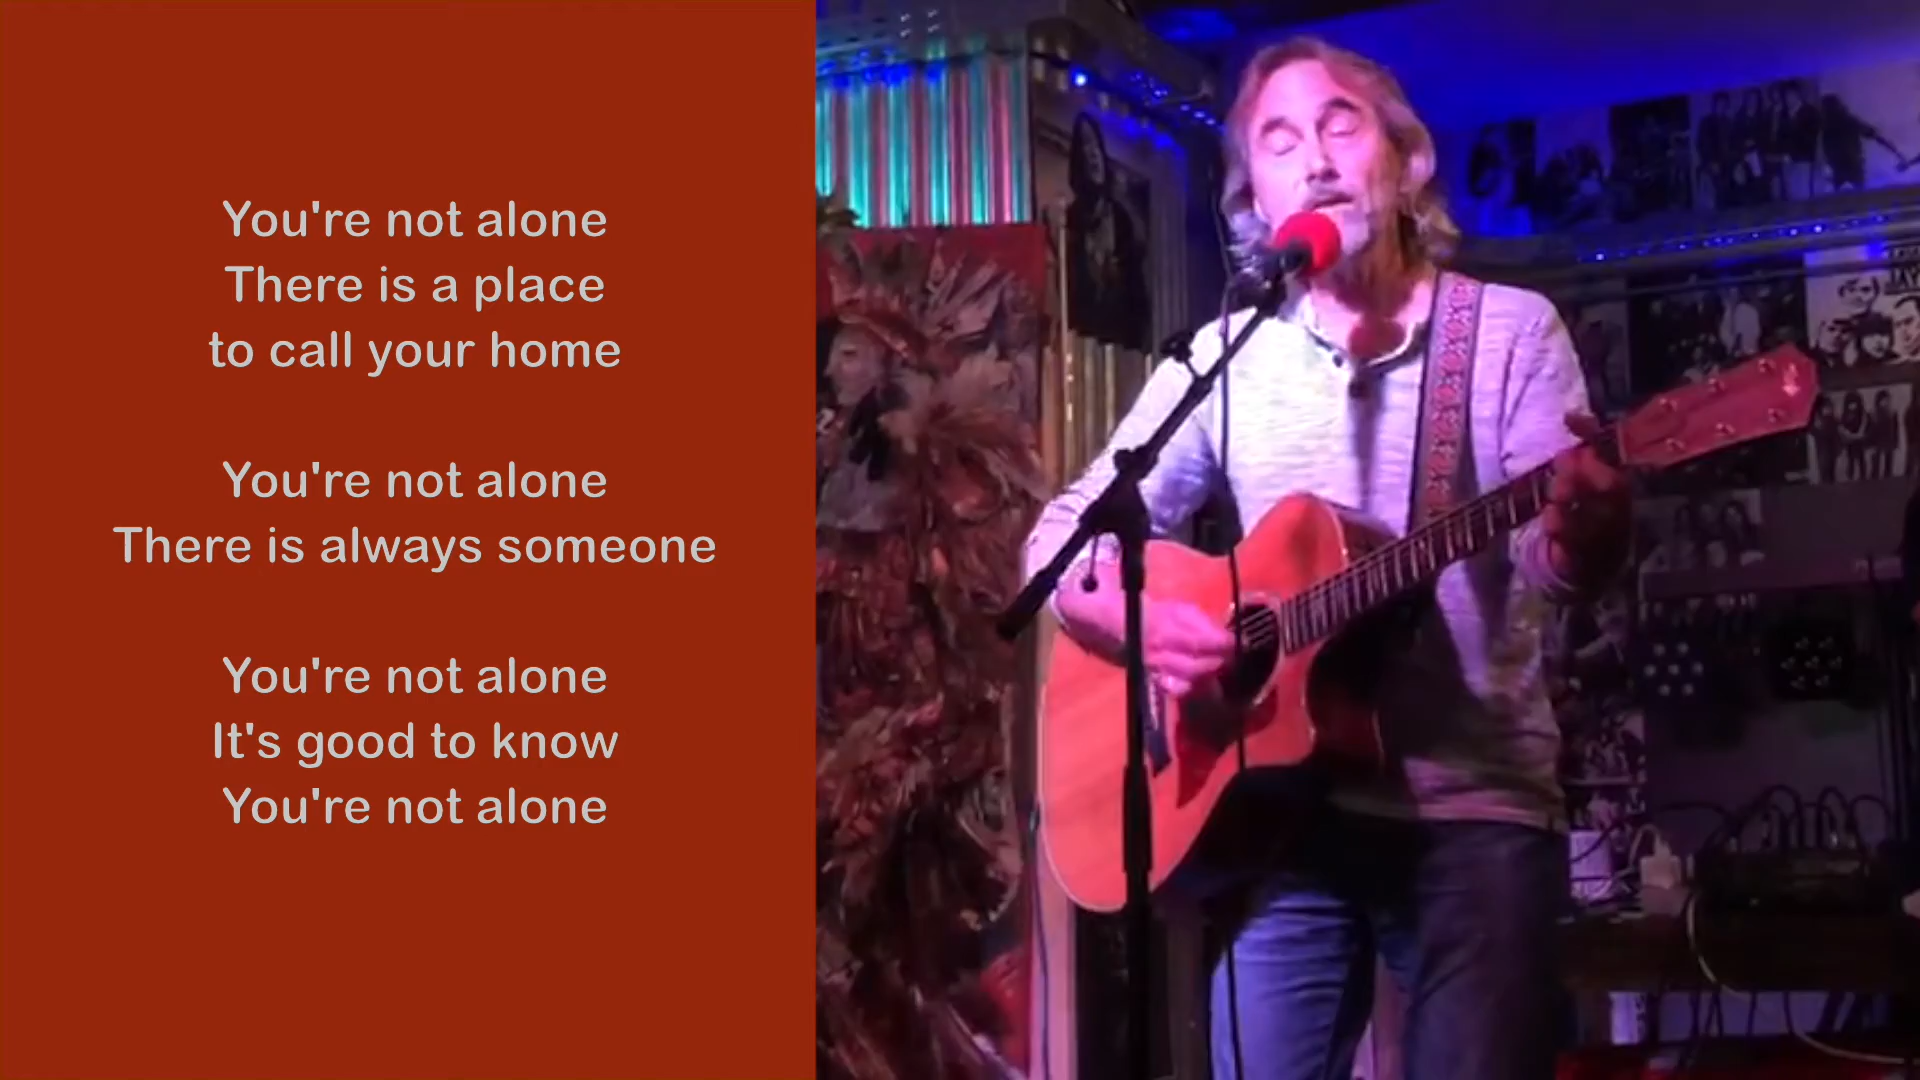 You're not alone
There is a place
to call your home
You're not alone
There is always someone
You're not alone
It's good to know
You're not alone